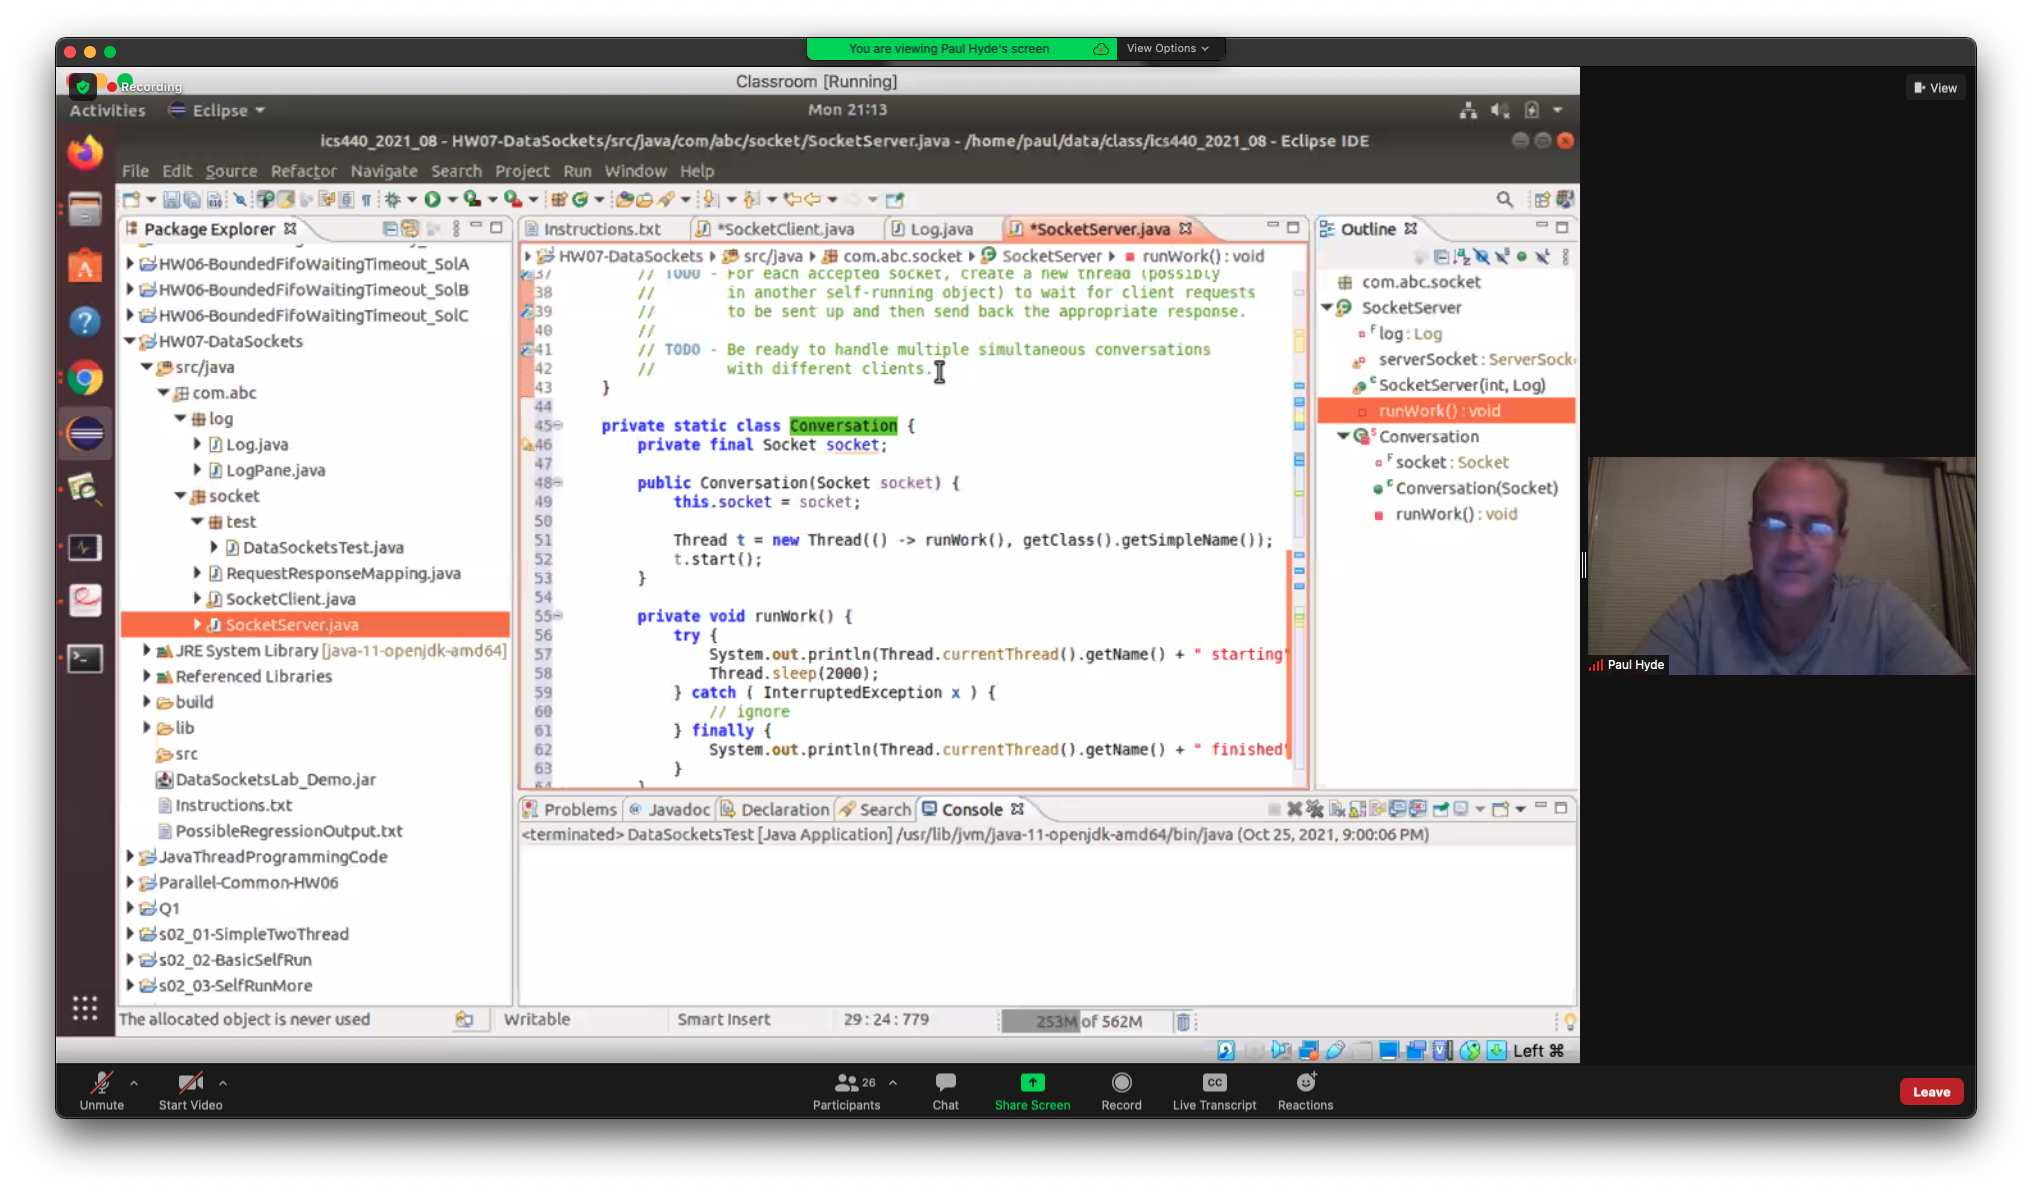 You are viewing Paul Hyde's screen
View Options
Recording
Classroom [Running]
View
Activities
Eclipse
Mon 21:13
ics440_2021_08 - HW07-DataSockets/src/java/com/abc/socket/SocketServer.java - /home/paul/data/class/ics440_2021_08 - Eclipse IDE
File Edit Source Refactor Navigate Search Project Run Window Help
Package Explorer
HW06-BoundedFifoWaitingTimeout_SolA
HW06-BoundedFifoWaitingTimeout_SolB
HW06-BoundedFifoWaitingTimeout_SolC
HW07-DataSockets
src/java
com.abc
log
Log.java
LogPane.java
socket
test
DataSocketsTest.java
RequestResponseMapping.java
SocketClient.java
SocketServer.java
JRE System Library [java-11-openjdk-amd64]
Referenced Libraries
build
lib
src
DataSocketsLab_Demo.jar
Instructions.txt
PossibleRegressionOutput.txt
JavaThreadProgrammingCode
Parallel-Common-HW06
Q1
s02_01-SimpleTwoThread
s02_02-BasicSelfRun
s02_03-SelfRunMore
Instructions.txt
*SocketClient.java
Log.java
*SocketServer.java
HW07-DataSockets src/java com.abc.socket SocketServer runWork() : void
37 // TODO - For each accepted socket, create a new thread (possibly
38 // in another self-running object) to wait for client requests
39 // to be sent up and then send back the appropriate response.
40 //
41 // TODO - Be ready to handle multiple simultaneous conversations
42 // with different clients.
43 }
44
45 private static class Conversation {
46 private final Socket socket;
47
48 public Conversation(Socket socket) {
49 this.socket = socket;
50
51 Thread t = new Thread(() -> runWork(), getClass().getSimpleName());
52 t.start();
53 }
54
55 private void runWork() {
56 try {
57 System.out.println(Thread.currentThread().getName() + " starting"
58 Thread.sleep(2000);
59 } catch ( InterruptedException x ) {
60 // ignore
61 } finally {
62 System.out.println(Thread.currentThread().getName() + " finished"
63 }
64 }
Outline
com.abc.socket
SocketServer
log : Log
serverSocket : ServerSock
SocketServer(int, Log)
runWork() : void
Conversation
socket : Socket
Conversation(Socket)
runWork() : void
Problems
Javadoc
Declaration
Search
Console
<terminated> DataSocketsTest [Java Application] /usr/lib/jvm/java-11-openjdk-amd64/bin/java (Oct 25, 2021, 9:00:06 PM)
The allocated object is never used
Writable
Smart Insert
29 : 24 : 779
253M of 562M
Left ⌘
Paul Hyde
Unmute
Start Video
26
Participants
Chat
Share Screen
Record
CC
Live Transcript
Reactions
Leave